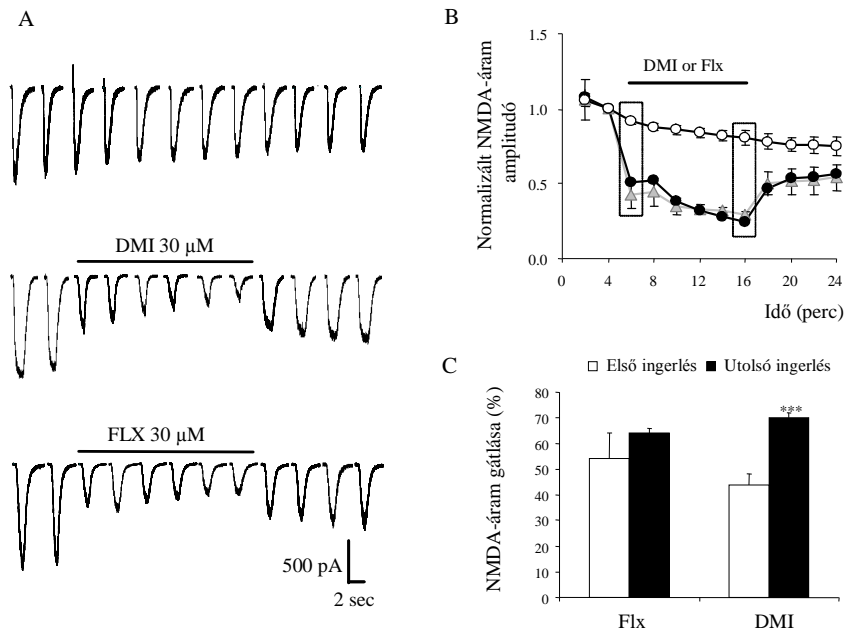 A
DMI 30 µM
FLX 30 µM
500 pA
2 sec
B
DMI or Flx
Normalizált NMDA-áram
amplitudó
1.5
1.0
0.5
0.0
0 4 8 12 16 20 24
Idő (perc)
C
Első ingerlés Utolsó ingerlés
NMDA-áram gátlása (%)
80
70
60
50
40
30
20
10
0
***
Flx DMI